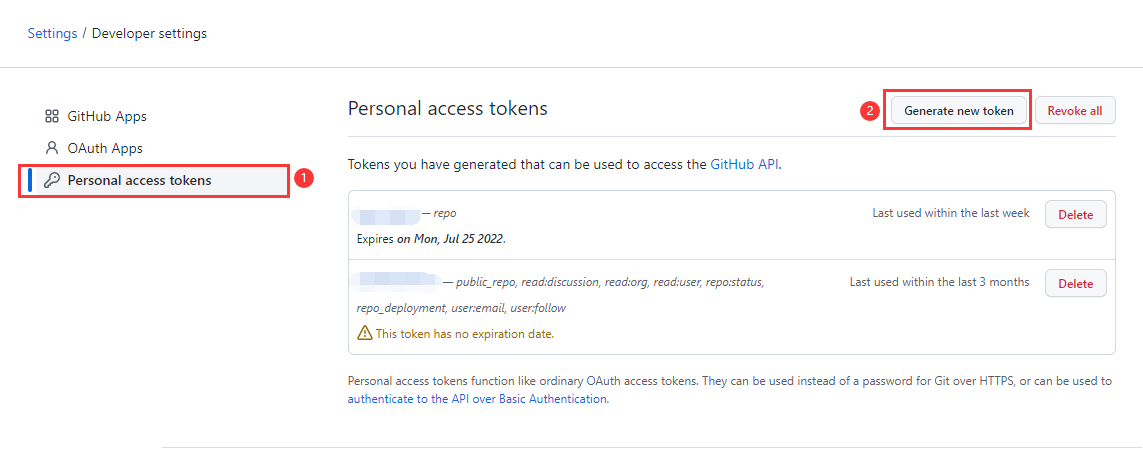 Settings / Developer settings
GitHub Apps
OAuth Apps
Personal access tokens
1
Personal access tokens
2
Generate new token
Revoke all
Tokens you have generated that can be used to access the GitHub API.
— repo
Last used within the last week
Delete
Expires on Mon, Jul 25 2022.
— public_repo, read:discussion, read:org, read:user, repo:status,
repo_deployment, user:email, user:follow
Last used within the last 3 months
Delete
This token has no expiration date.
Personal access tokens function like ordinary OAuth access tokens. They can be used instead of a password for Git over HTTPS, or can be used to
authenticate to the API over Basic Authentication.